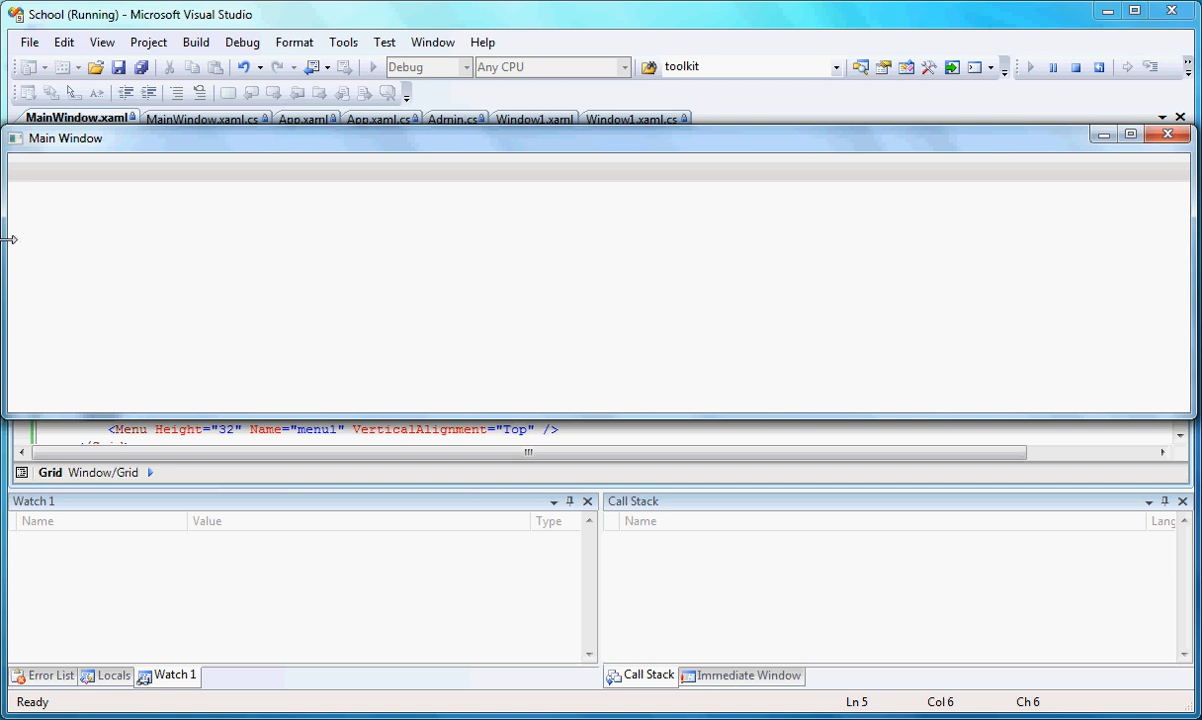 School (Running) - Microsoft Visual Studio
File Edit View Project Build Debug Format Tools Test Window Help
Debug Any CPU toolkit
MainWindow.xaml MainWindow.xaml.cs App.xaml App.xaml.cs Admin.cs Window1.xaml Window1.xaml.cs
Main Window
<Menu Height="32" Name="menu1" VerticalAlignment="Top" />
Grid Window/Grid
Watch 1 Call Stack
Name Value Type Name Lang
Error List Locals Watch 1 Call Stack Immediate Window
Ready Ln 5 Col 6 Ch 6